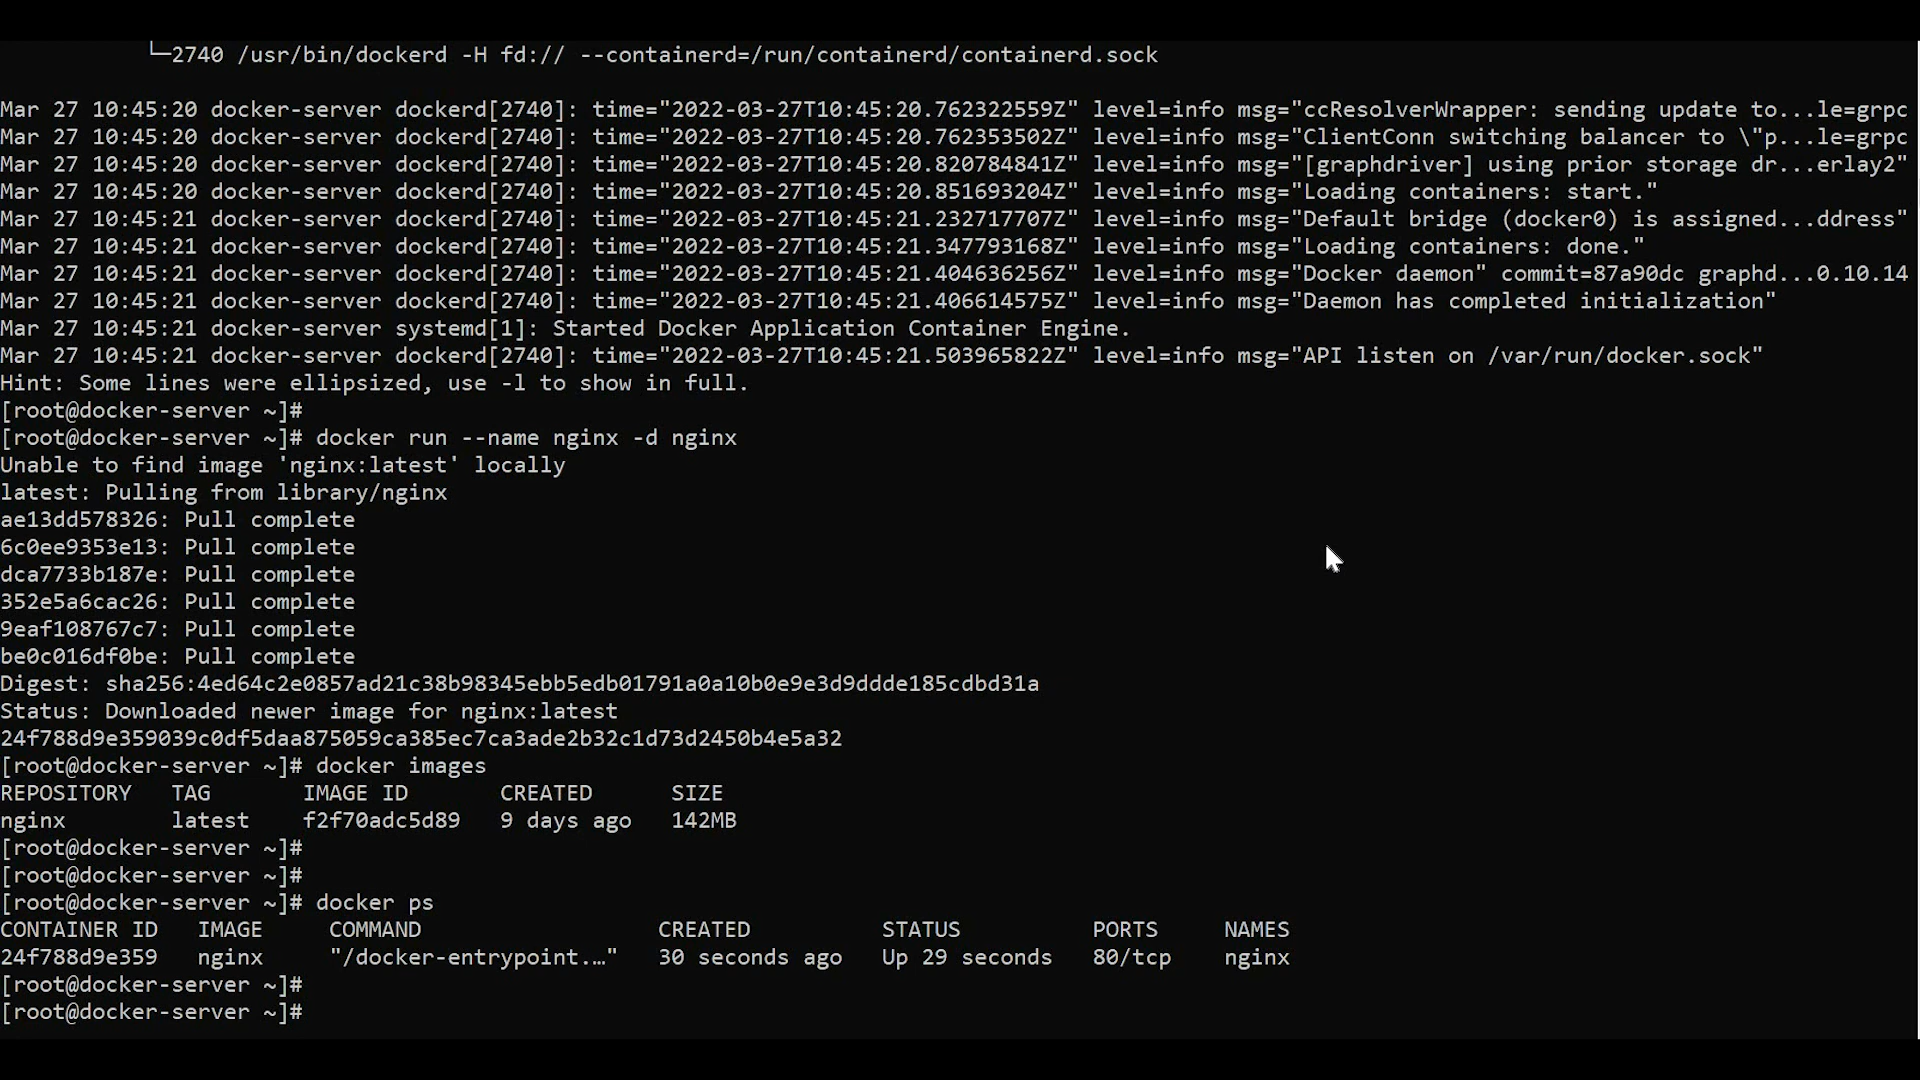 └─2740 /usr/bin/dockerd -H fd:// --containerd=/run/containerd/containerd.sock
Mar 27 10:45:20 docker-server dockerd[2740]: time="2022-03-27T10:45:20.762322559Z" level=info msg="ccResolverWrapper: sending update to...le=grpc
Mar 27 10:45:20 docker-server dockerd[2740]: time="2022-03-27T10:45:20.762353502Z" level=info msg="ClientConn switching balancer to \"p...le=grpc
Mar 27 10:45:20 docker-server dockerd[2740]: time="2022-03-27T10:45:20.820784841Z" level=info msg="[graphdriver] using prior storage dr...erlay2"
Mar 27 10:45:20 docker-server dockerd[2740]: time="2022-03-27T10:45:20.851693204Z" level=info msg="Loading containers: start."
Mar 27 10:45:21 docker-server dockerd[2740]: time="2022-03-27T10:45:21.232717707Z" level=info msg="Default bridge (docker0) is assigned...ddress"
Mar 27 10:45:21 docker-server dockerd[2740]: time="2022-03-27T10:45:21.347793168Z" level=info msg="Loading containers: done."
Mar 27 10:45:21 docker-server dockerd[2740]: time="2022-03-27T10:45:21.404636256Z" level=info msg="Docker daemon" commit=87a90dc graphd...0.10.14
Mar 27 10:45:21 docker-server dockerd[2740]: time="2022-03-27T10:45:21.406614575Z" level=info msg="Daemon has completed initialization"
Mar 27 10:45:21 docker-server systemd[1]: Started Docker Application Container Engine.
Mar 27 10:45:21 docker-server dockerd[2740]: time="2022-03-27T10:45:21.503965822Z" level=info msg="API listen on /var/run/docker.sock"
Hint: Some lines were ellipsized, use -l to show in full.
[root@docker-server ~]#
[root@docker-server ~]# docker run --name nginx -d nginx
Unable to find image 'nginx:latest' locally
latest: Pulling from library/nginx
ae13dd578326: Pull complete
6c0ee9353e13: Pull complete
dca7733b187e: Pull complete
352e5a6cac26: Pull complete
9eaf108767c7: Pull complete
be0c016df0be: Pull complete
Digest: sha256:4ed64c2e0857ad21c38b98345ebb5edb01791a0a10b0e9e3d9ddde185cdbd31a
Status: Downloaded newer image for nginx:latest
24f788d9e359039c0df5daa875059ca385ec7ca3ade2b32c1d73d2450b4e5a32
[root@docker-server ~]# docker images
REPOSITORY   TAG       IMAGE ID       CREATED      SIZE
nginx        latest    f2f70adc5d89   9 days ago   142MB
[root@docker-server ~]#
[root@docker-server ~]#
[root@docker-server ~]# docker ps
CONTAINER ID   IMAGE     COMMAND                  CREATED          STATUS          PORTS     NAMES
24f788d9e359   nginx     "/docker-entrypoint.…"   30 seconds ago   Up 29 seconds   80/tcp    nginx
[root@docker-server ~]#
[root@docker-server ~]#